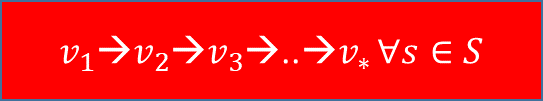 𝑣₁→𝑣₂→𝑣₃→..→𝑣∗ ∀𝑠 ∈ 𝑆